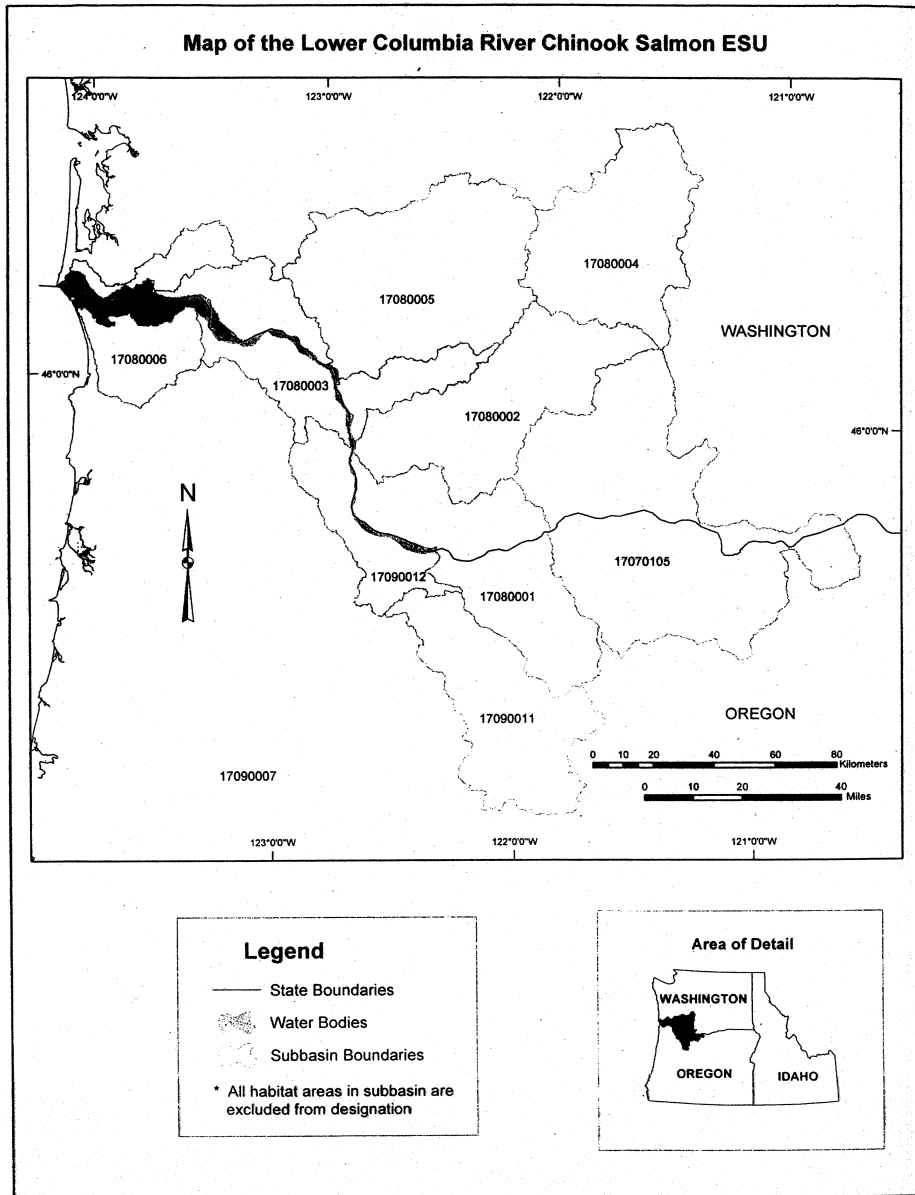 Map of the Lower Columbia River Chinook Salmon ESU
124°0'0"W
123°0'0"W
122°0'0"W
121°0'0"W
17080004
17080005
WASHINGTON
17080006
46°0'0"N
17080003
17080002
46°0'0"N
N
17070105
17090012
17080001
17090011
OREGON
0 10 20 40 60 80
Kilometers
17090007
0 10 20 40
Miles
123°0'0"W
122°0'0"W
121°0'0"W
Legend
State Boundaries
Water Bodies
Subbasin Boundaries
* All habitat areas in subbasin are
excluded from designation
Area of Detail
WASHINGTON
OREGON
IDAHO